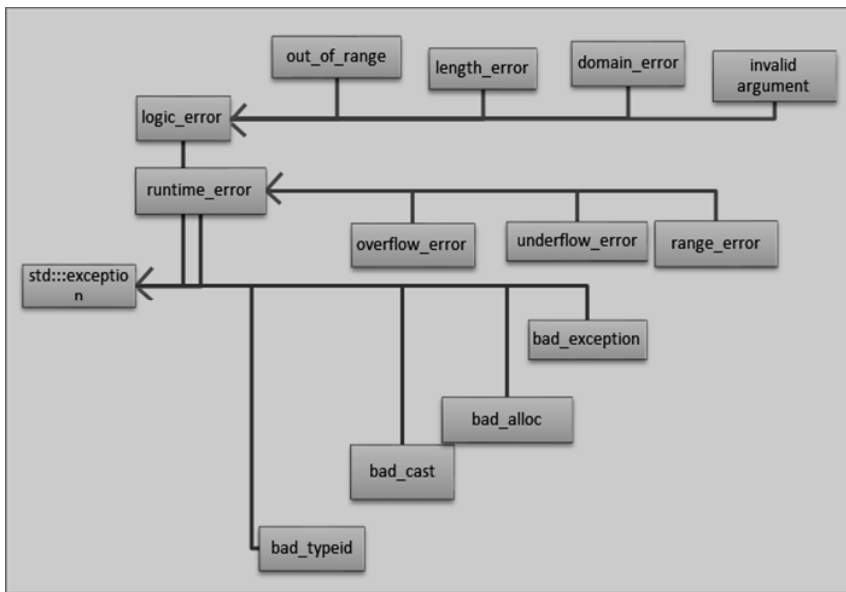 out_of_range
length_error
domain_error
invalid
argument
logic_error
runtime_error
overflow_error
underflow_error
range_error
std:::exceptio
n
bad_exception
bad_alloc
bad_cast
bad_typeid